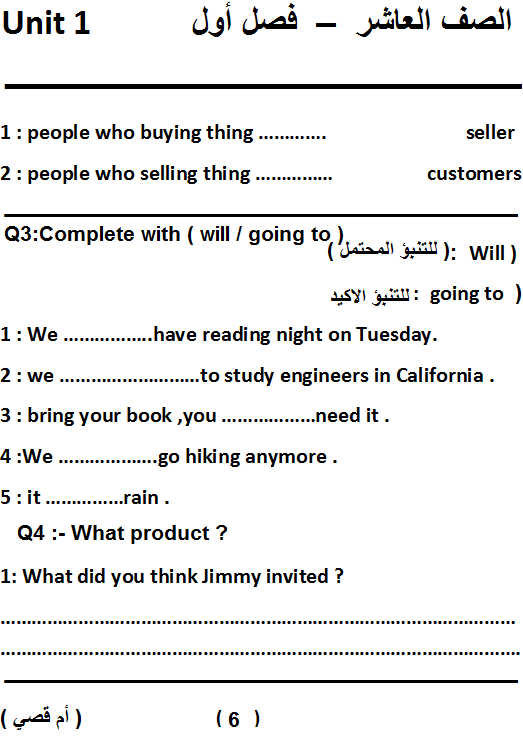 Unit 1 الصف العاشر – فصل أول
1 : people who buying thing ............. seller
2 : people who selling thing ............... customers
Q3:Complete with ( will / going to )
( للتنبؤ المحتمل ): Will )
للتنبؤ الاكيد : going to )
1 : We .................have reading night on Tuesday.
2 : we ...........................to study engineers in California .
3 : bring your book ,you ..................need it .
4 :We ...................go hiking anymore .
5 : it ...............rain .
Q4 :- What product ?
1: What did you think Jimmy invited ?
...................................................................................................
....................................................................................................
( أم قصي ) ( 6 )